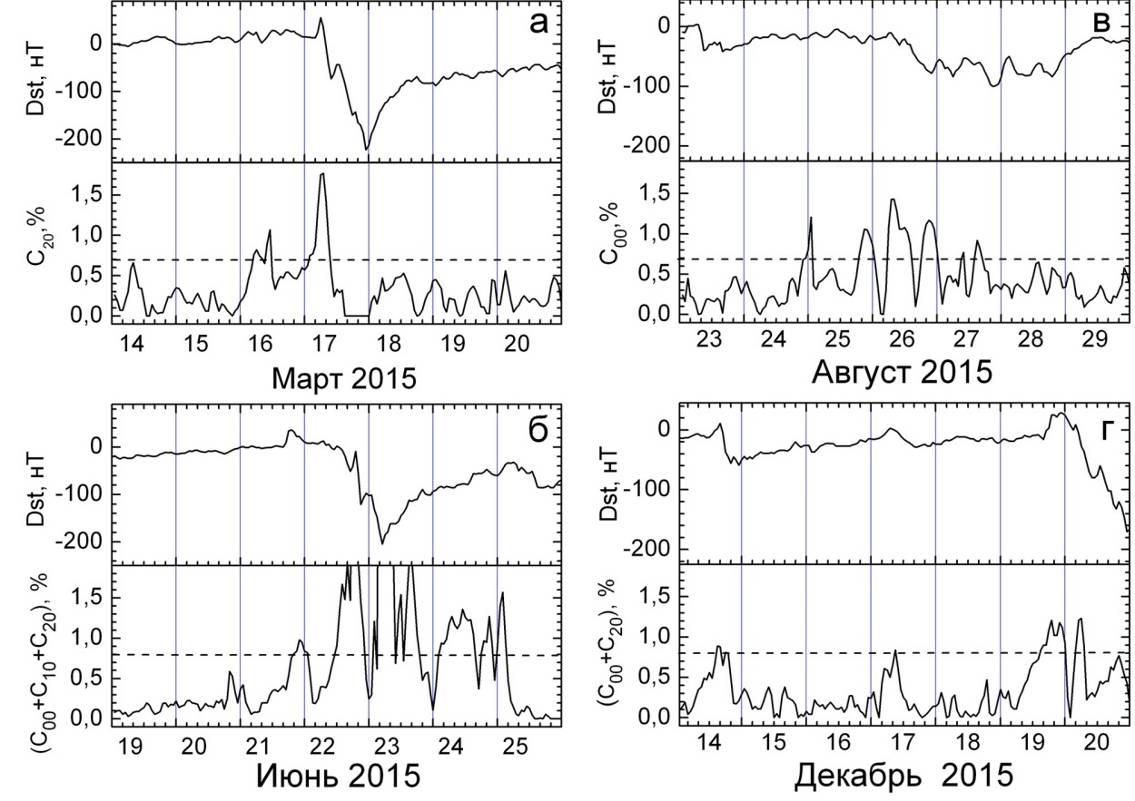 а
Dst, нТ
0
-100
-200
C20,%
1,5
1,0
0,5
0,0
14 15 16 17 18 19 20
Март 2015
в
Dst, нТ
0
-100
-200
C00,%
1,5
1,0
0,5
0,0
23 24 25 26 27 28 29
Август 2015
б
Dst, нТ
0
-100
-200
(C00+C10+C20), %
1,5
1,0
0,5
0,0
19 20 21 22 23 24 25
Июнь 2015
г
Dst, нТ
0
-100
-200
(C00+C20), %
1,5
1,0
0,5
0,0
14 15 16 17 18 19 20
Декабрь 2015